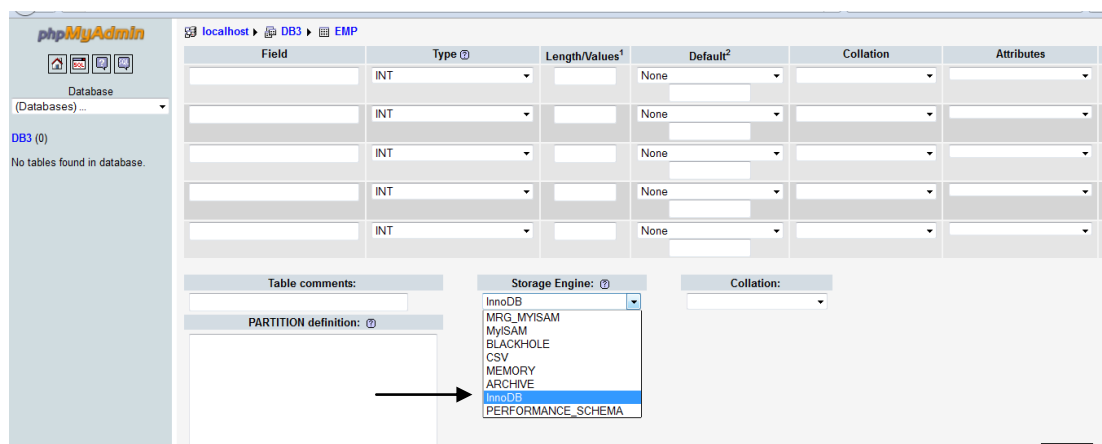 phpMyAdmin
SQL
Database
(Databases) ...
DB3 (0)
No tables found in database.
localhost DB3 EMP
Field Type Length/Values1 Default2 Collation Attributes
INT None
INT None
INT None
INT None
INT None
Table comments: Storage Engine: Collation:
InnoDB
PARTITION definition:
MRG_MYISAM
MyISAM
BLACKHOLE
CSV
MEMORY
ARCHIVE
InnoDB
PERFORMANCE_SCHEMA